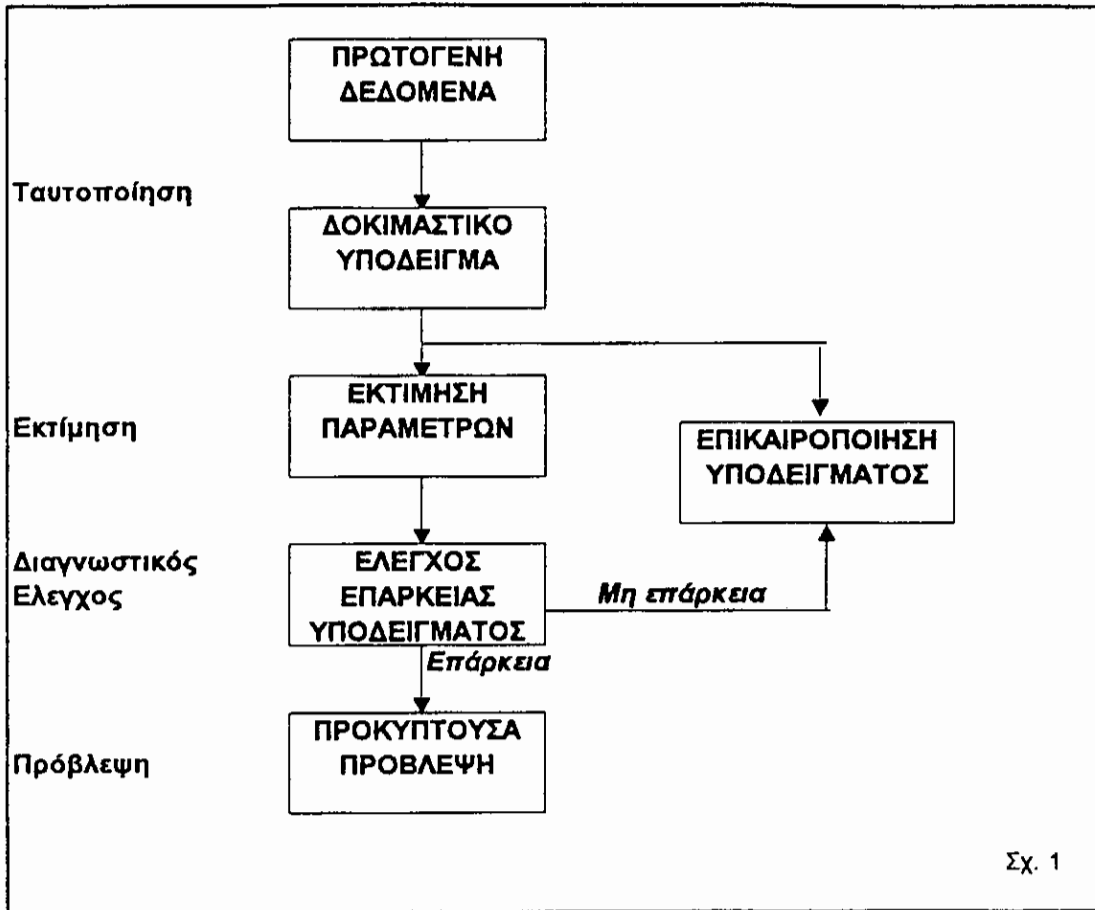 ΠΡΩΤΟΓΕΝΗ
ΔΕΔΟΜΕΝΑ
Ταυτοποίηση
ΔΟΚΙΜΑΣΤΙΚΟ
ΥΠΟΔΕΙΓΜΑ
ΕΚΤΙΜΗΣΗ
ΠΑΡΑΜΕΤΡΩΝ
Εκτίμηση
ΕΠΙΚΑΙΡΟΠΟΙΗΣΗ
ΥΠΟΔΕΙΓΜΑΤΟΣ
Διαγνωστικός
Ελεγχος
ΕΛΕΓΧΟΣ
ΕΠΑΡΚΕΙΑΣ
ΥΠΟΔΕΙΓΜΑΤΟΣ
Μη επάρκεια
Επάρκεια
ΠΡΟΚΥΠΤΟΥΣΑ
ΠΡΟΒΛΕΨΗ
Πρόβλεψη
Σχ. 1